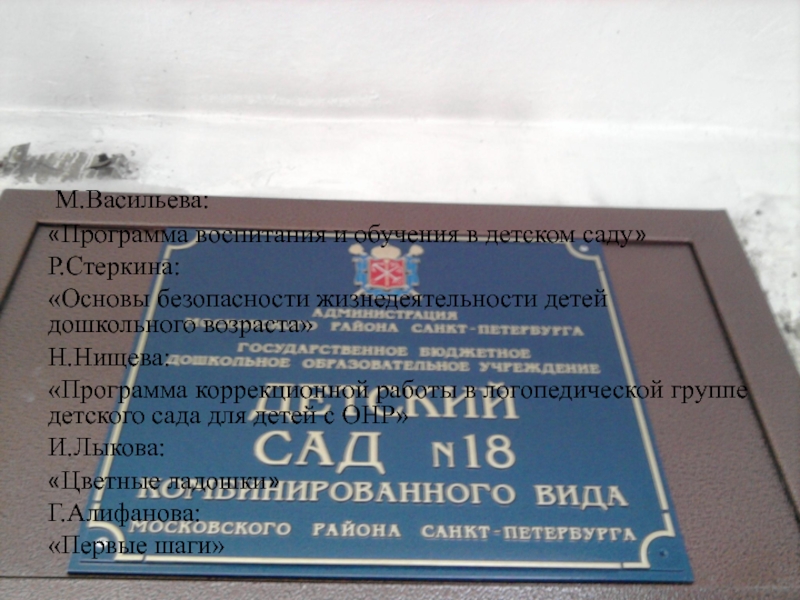 М.Васильева:
«Программа воспитания и обучения в детском саду»
Р.Стеркина:
«Основы безопасности жизнедеятельности детей
дошкольного возраста»
Н.Нищева:
«Программа коррекционной работы в логопедической группе
детского сада для детей с ОНР»
И.Лыкова:
«Цветные ладошки»
Г.Алифанова:
«Первые шаги»
АДМИНИСТРАЦИЯ
МОСКОВСКОГО РАЙОНА САНКТ-ПЕТЕРБУРГА
ГОСУДАРСТВЕННОЕ БЮДЖЕТНОЕ
ДОШКОЛЬНОЕ ОБРАЗОВАТЕЛЬНОЕ УЧРЕЖДЕНИЕ
ДЕТСКИЙ
САД №18
КОМБИНИРОВАННОГО ВИДА
МОСКОВСКОГО РАЙОНА САНКТ-ПЕТЕРБУРГА